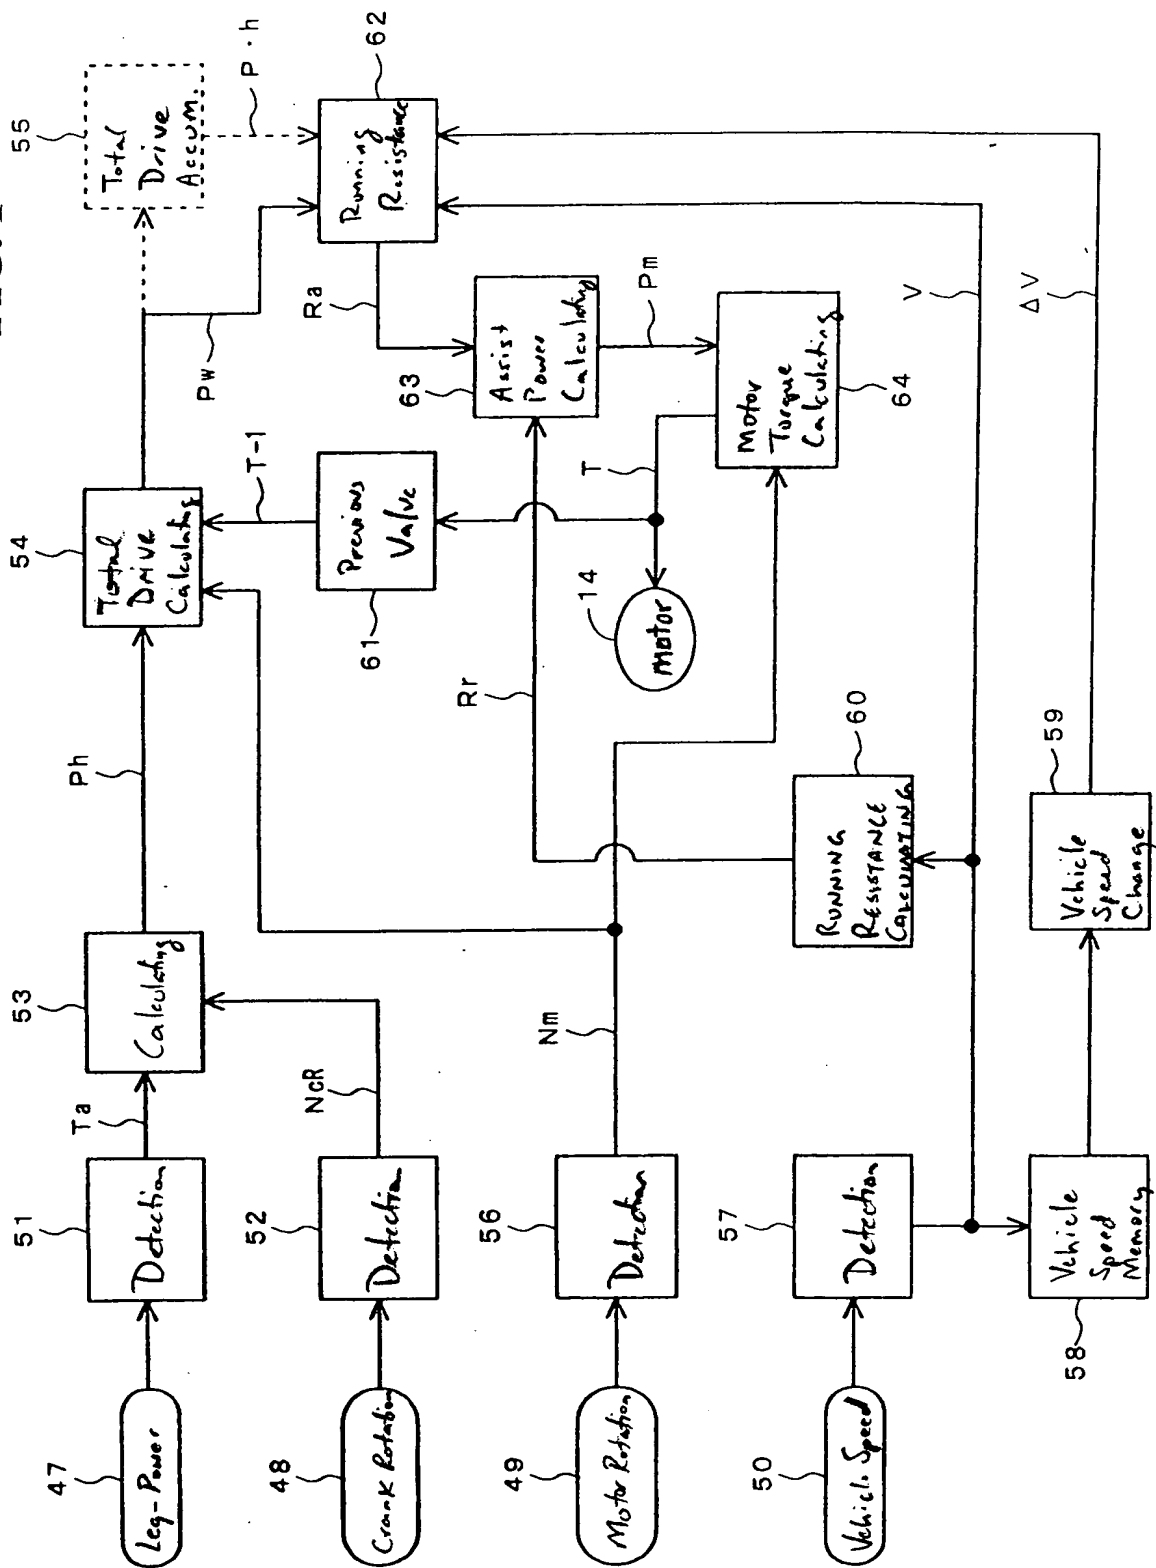 47
Leg-Power
51
Detection
Ta
53
Calculating
Ph
54
Total
Drive
Calculating
PW
55
Total
Drive
Accum.
P·h
48
Crank Rotation
52
Detection
NcR
61
Previous
Value
T-1
62
Running
Resistance
Ra
49
Motor Rotation
56
Detection
Nm
Rr
14
Motor
T
63
Assist
Power
Calculating
Pm
64
Motor
Torque
Calculating
50
Vehicle Speed
57
Detection
60
RUNNING
RESISTANCE
CALCULATING
V
58
Vehicle
Speed
Memory
59
Vehicle
Speed
Change
ΔV